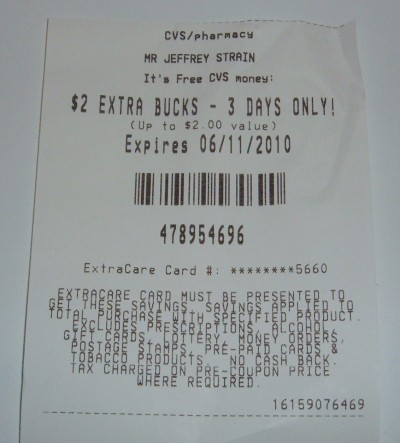 CVS/pharmacy
MR JEFFREY STRAIN
It's Free CVS money:
$2 EXTRA BUCKS - 3 DAYS ONLY!
(Up to $2.00 value)
Expires 06/11/2010
478954696
ExtraCare Card #: ********5660
EXTRACARE CARD MUST BE PRESENTED TO
GET THESE SAVINGS. SAVINGS APPLIED TO
TOTAL PURCHASE WITH SPECIFIED PRODUCT.
EXCLUDES PRESCRIPTIONS, ALCOHOL,
GIFT CARDS, LOTTERY, MONEY ORDERS,
POSTAGE STAMPS, PRE-PAID CARDS &
TOBACCO PRODUCTS. NO CASH BACK.
TAX CHARGED ON PRE-COUPON PRICE
WHERE REQUIRED.
16159076469